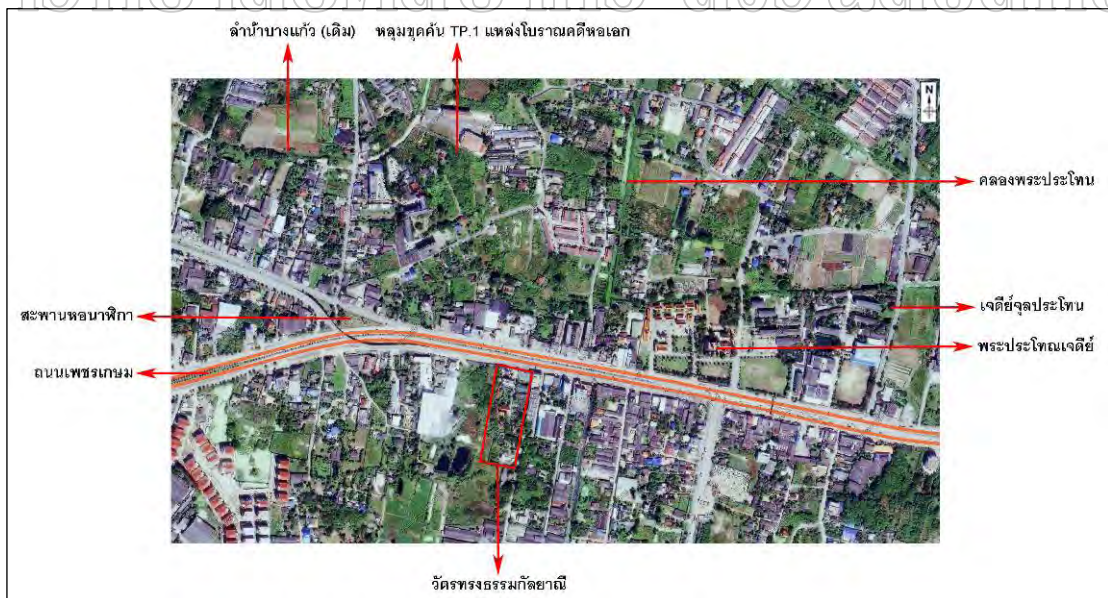 ลำน้ำบางแก้ว (เดิม) หลุมขุดค้น TP.1 แหล่งโบราณคดีหอเอก
N
คลองพระประโทน
เจดีย์จุลประโทน
สะพานหอนาฬิกา
พระประโทณเจดีย์
ถนนเพชรเกษม
วัตรทรงธรรมกัลยาณี